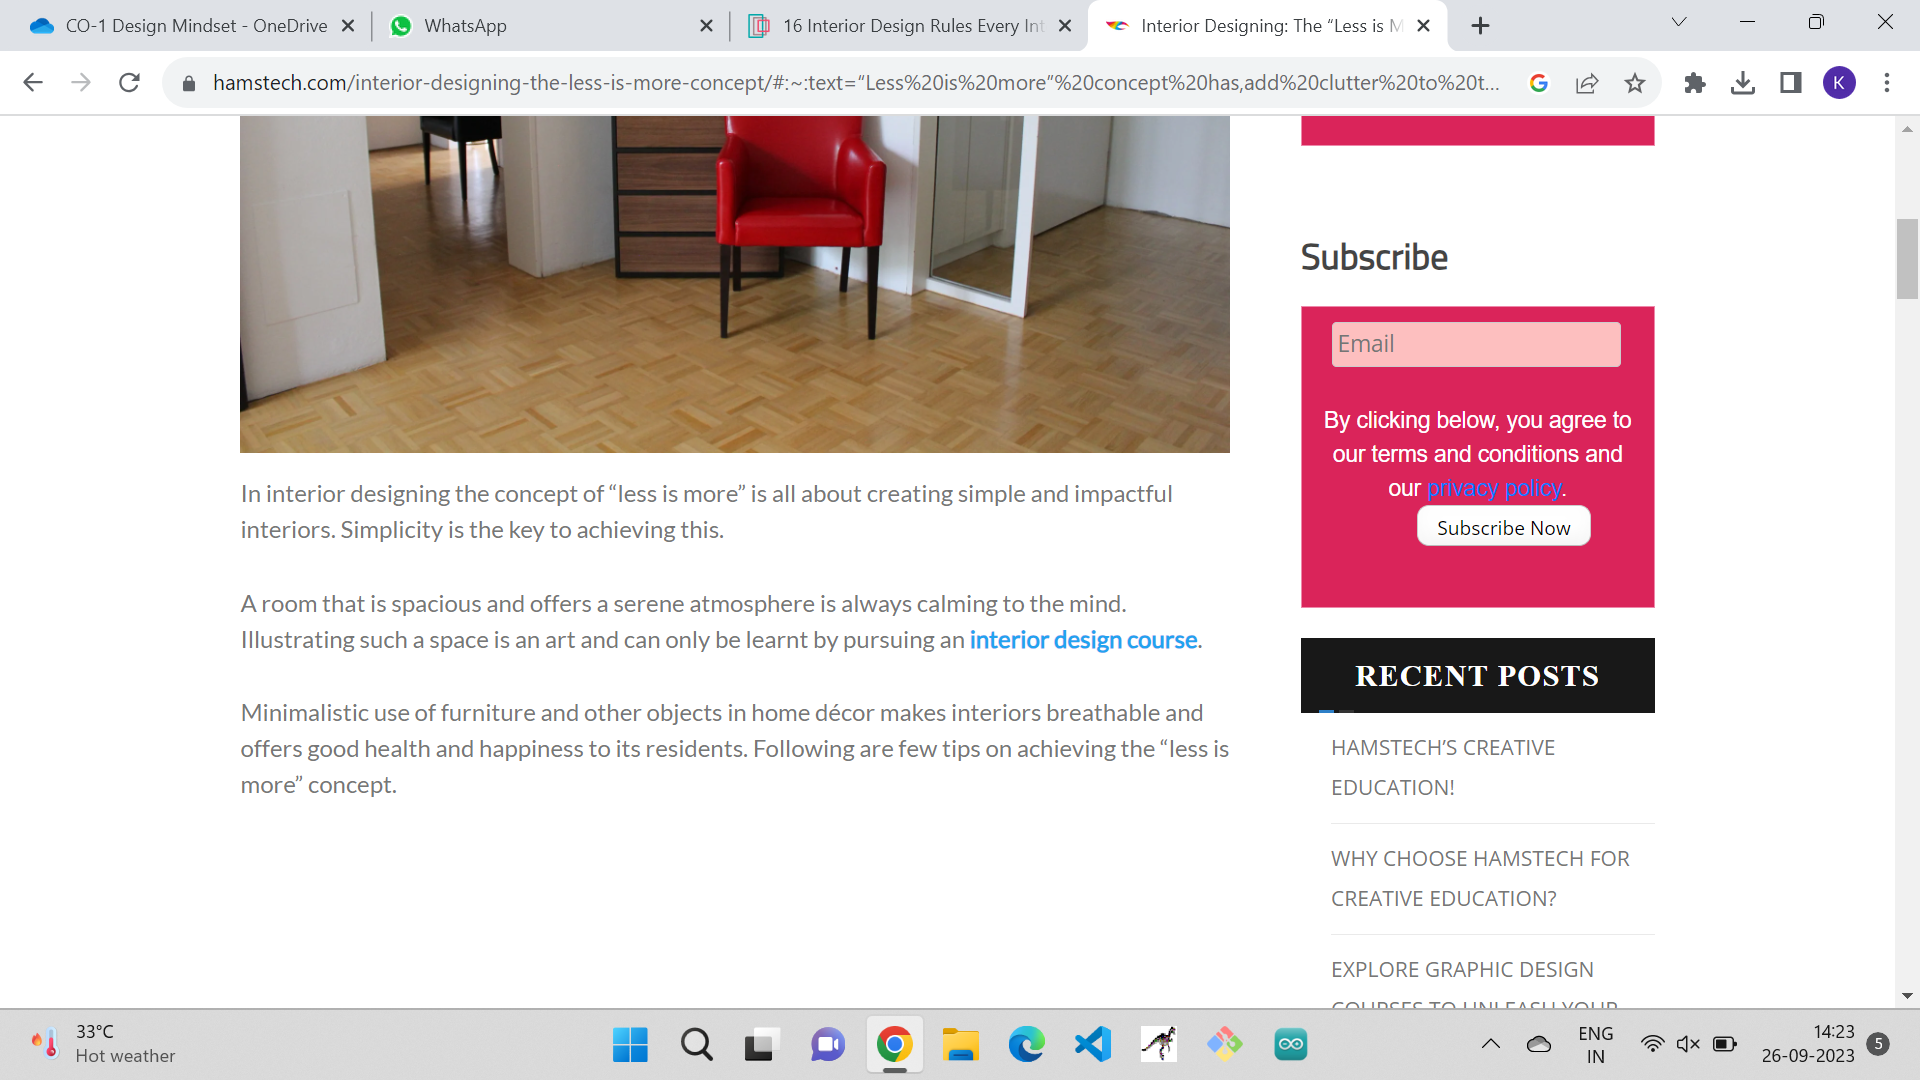 CO-1 Design Mindset - OneDrive
WhatsApp
16 Interior Design Rules Every Int
Interior Designing: The “Less is M
hamstech.com/interior-designing-the-less-is-more-concept/#:~:text=“Less%20is%20more”%20concept%20has,add%20clutter%20to%20t...
K
In interior designing the concept of “less is more” is all about creating simple and impactful
interiors. Simplicity is the key to achieving this.
A room that is spacious and offers a serene atmosphere is always calming to the mind.
Illustrating such a space is an art and can only be learnt by pursuing an interior design course.
Minimalistic use of furniture and other objects in home décor makes interiors breathable and
offers good health and happiness to its residents. Following are few tips on achieving the “less is
more” concept.
Subscribe
Email
By clicking below, you agree to
our terms and conditions and
our privacy policy.
Subscribe Now
RECENT POSTS
HAMSTECH’S CREATIVE
EDUCATION!
WHY CHOOSE HAMSTECH FOR
CREATIVE EDUCATION?
EXPLORE GRAPHIC DESIGN
COURSES TO UNLEASH YOUR
33°C
Hot weather
ENG
IN
14:23
26-09-2023
5